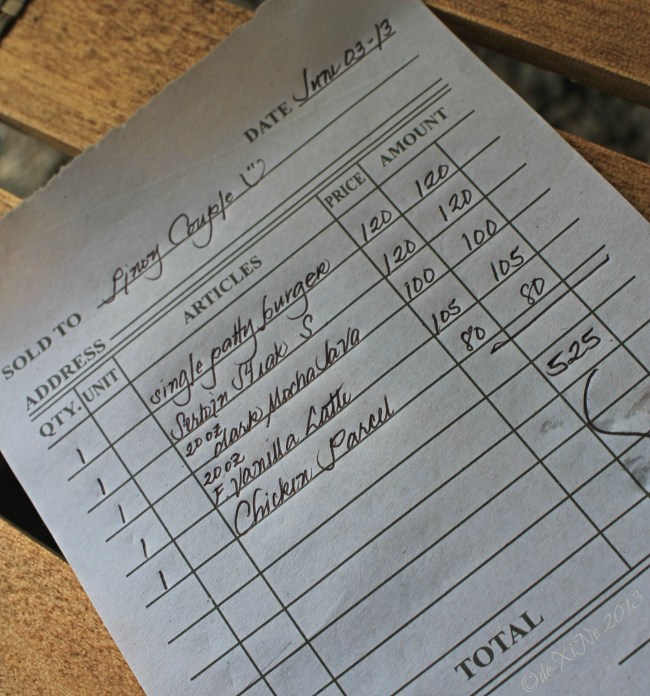 DATE June 03-13
SOLD TO Pinoy Couple
ADDRESS
QTY. UNIT ARTICLES PRICE AMOUNT
1 single patty burger 120 120
1 Sirloin Steak S 120 120
1 20oz Dark Mocha Java 100 100
1 20oz F. Vanilla Latte 105 105
1 Chicken Parcel 80 80
525
TOTAL
©de XiNe 2013